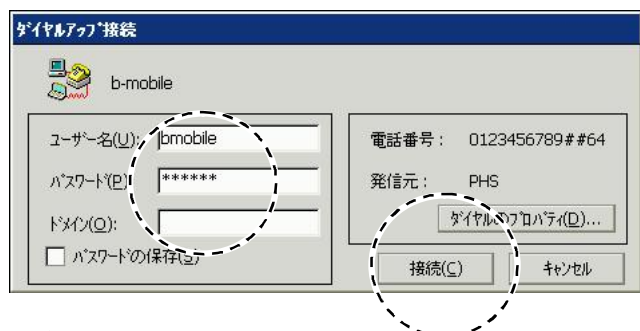 ﾀﾞｲﾔﾙｱｯﾌﾟ接続
b-mobile
ﾕｰｻﾞｰ名(U): bmobile
ﾊﾟｽﾜｰﾄﾞ(P): ******
ﾄﾞﾒｲﾝ(O):
ﾊﾟｽﾜｰﾄﾞの保存(S)
電話番号： 0123456789##64
発信元： PHS
ﾀﾞｲﾔﾙのﾌﾟﾛﾊﾟﾃｨ(D)...
接続(C)
ｷｬﾝｾﾙ